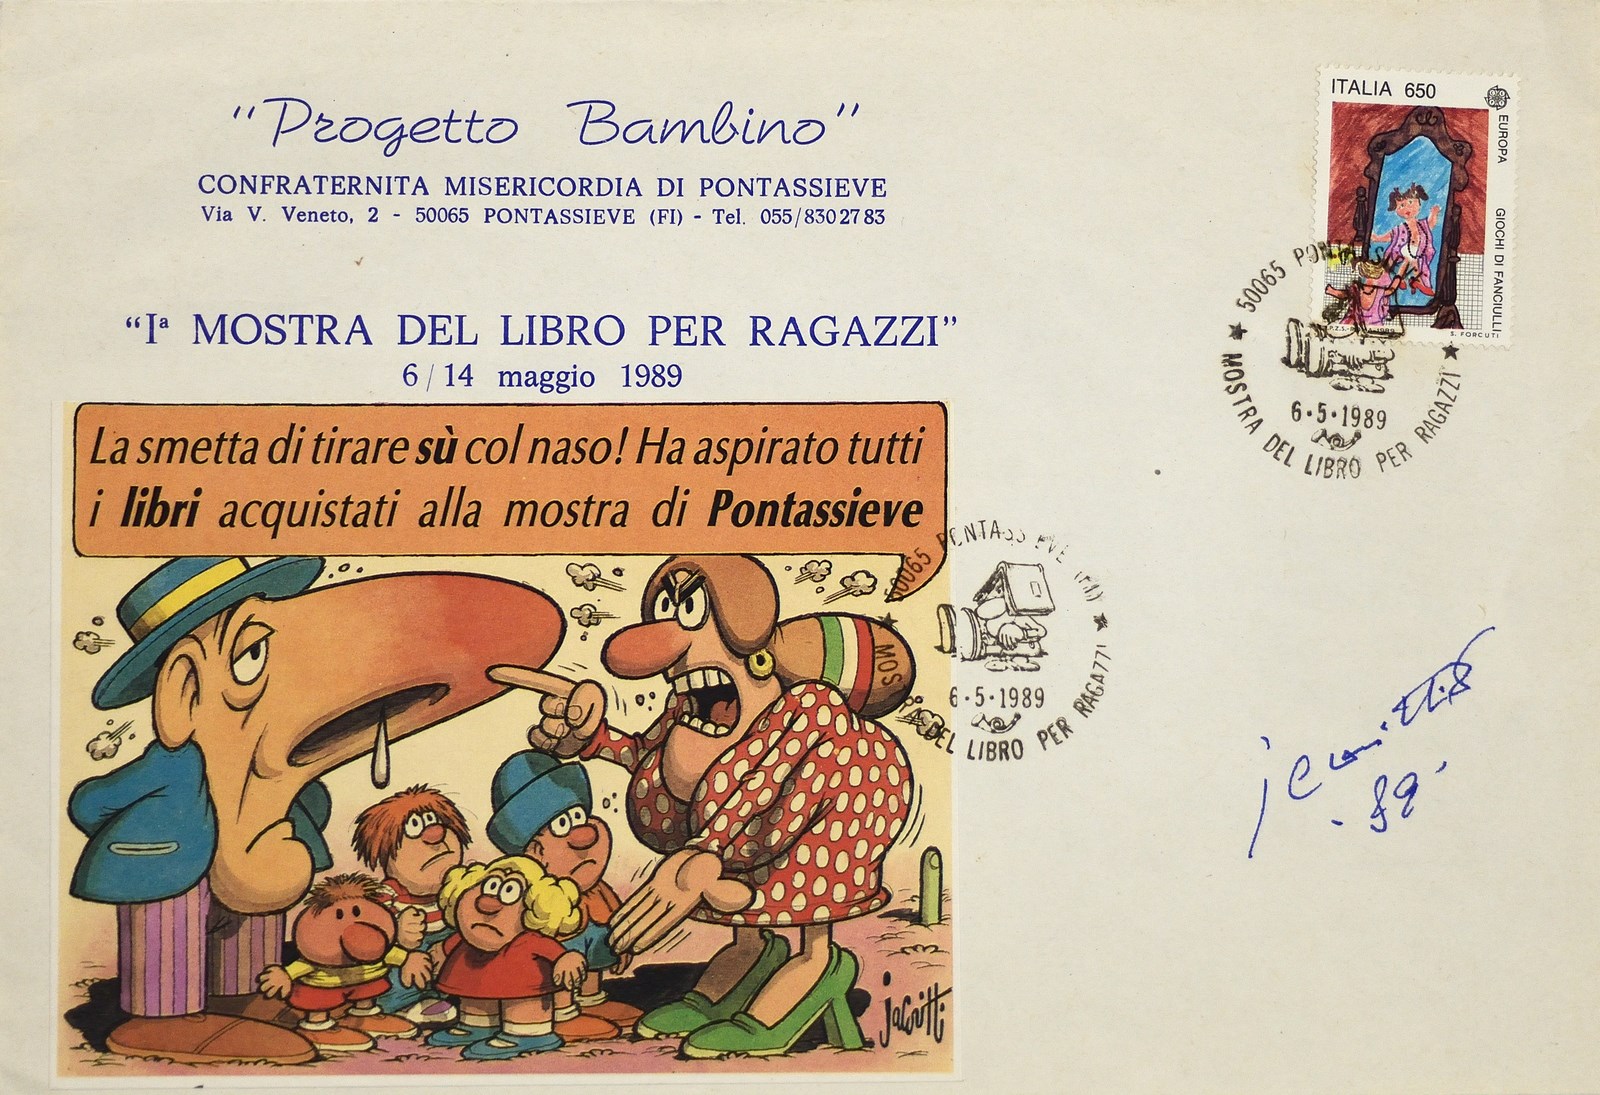 "Progetto Bambino"
CONFRATERNITA MISERICORDIA DI PONTASSIEVE
Via V. Veneto, 2 - 50065 PONTASSIEVE (FI) - Tel. 055/8302783
"Iª MOSTRA DEL LIBRO PER RAGAZZI"
6/14 maggio 1989
La smetta di tirare sù col naso! Ha aspirato tutti
i libri acquistati alla mostra di Pontassieve
jacovitti
ITALIA 650
EUROPA
GIOCHI DI FANCIULLI
S. FORCUTI
50065
★ MOSTRA DEL LIBRO PER RAGAZZI ★
6·5·1989
50065 PONTASSIEVE
★ MOSTRA DEL LIBRO PER RAGAZZI ★
6·5·1989
89